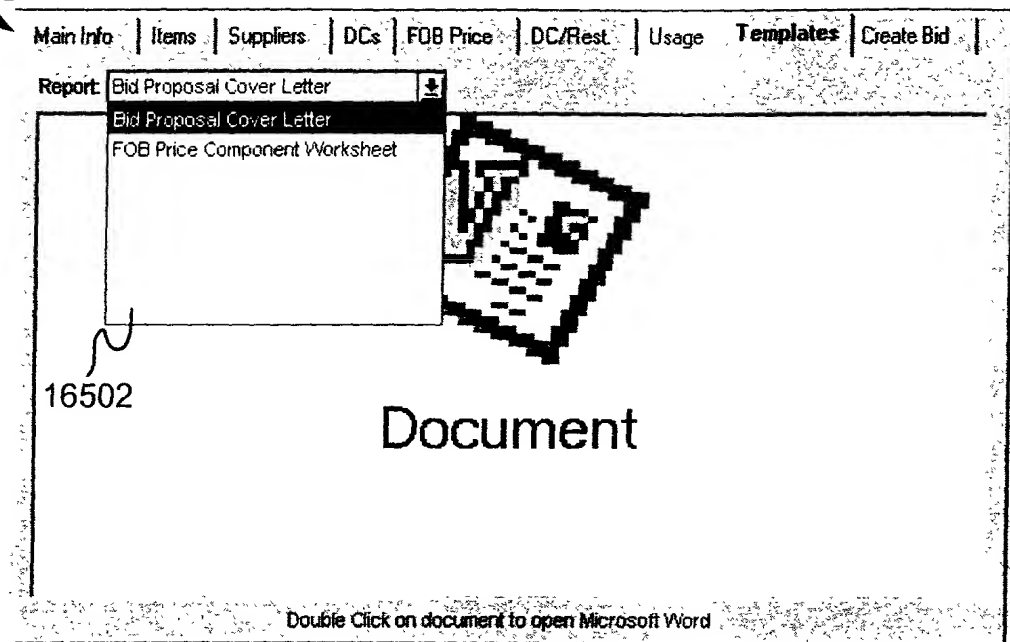 Main Info Items Suppliers DCs FOB Price DC/Rest. Usage Templates Create Bid
Report: Bid Proposal Cover Letter
Bid Proposal Cover Letter
FOB Price Component Worksheet
16502
Document
Double Click on document to open Microsoft Word